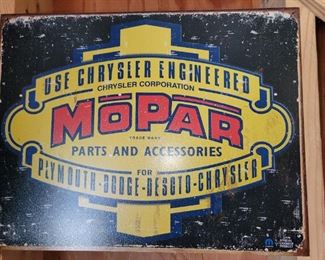 USE CHRYSLER ENGINEERED
CHRYSLER CORPORATION
MOPAR
TRADE MARK
PARTS AND ACCESSORIES
FOR
PLYMOUTH-DODGE-DESOTO-CHRYSLER